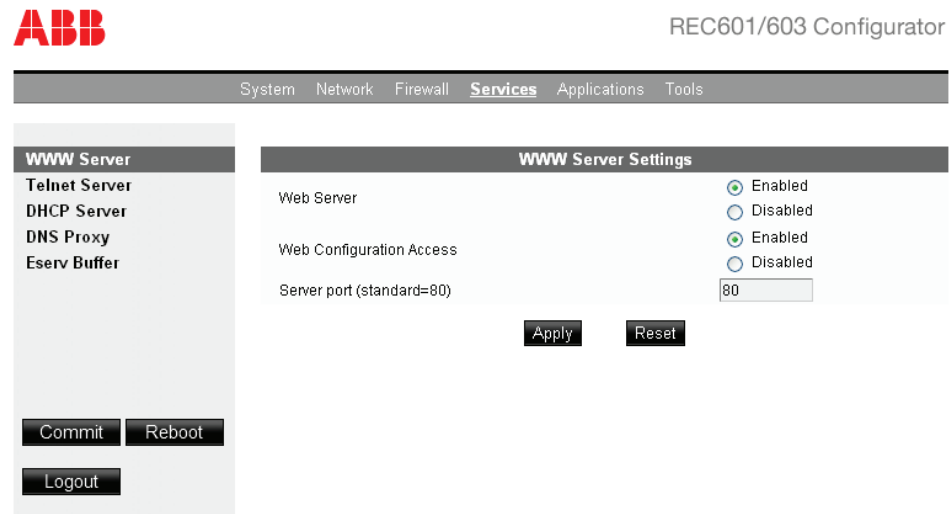 ABB
REC601/603 Configurator
System Network Firewall Services Applications Tools
WWW Server
Telnet Server
DHCP Server
DNS Proxy
Eserv Buffer
Commit Reboot
Logout
WWW Server Settings
Web Server
Enabled
Disabled
Web Configuration Access
Enabled
Disabled
Server port (standard=80) 80
Apply Reset